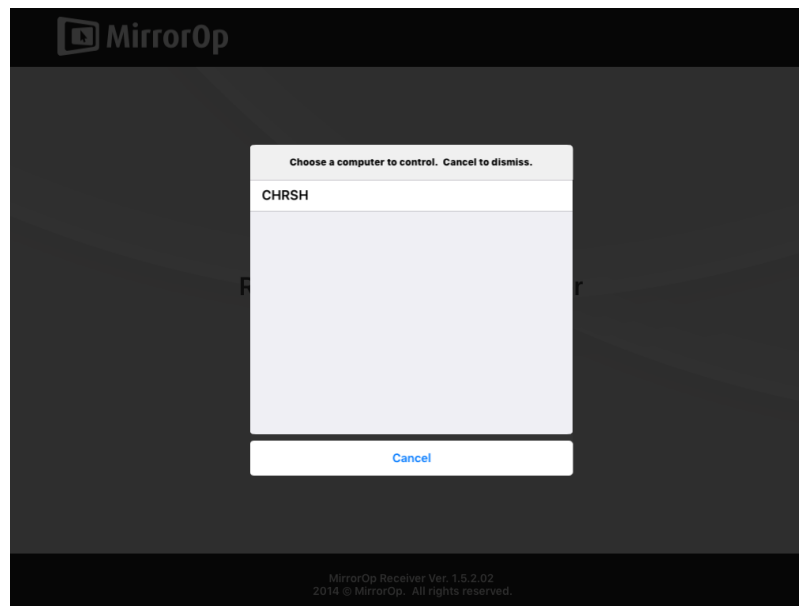 MirrorOp
Choose a computer to control. Cancel to dismiss.
CHRSH
Cancel
MirrorOp Receiver Ver. 1.5.2.02
2014 © MirrorOp. All rights reserved.